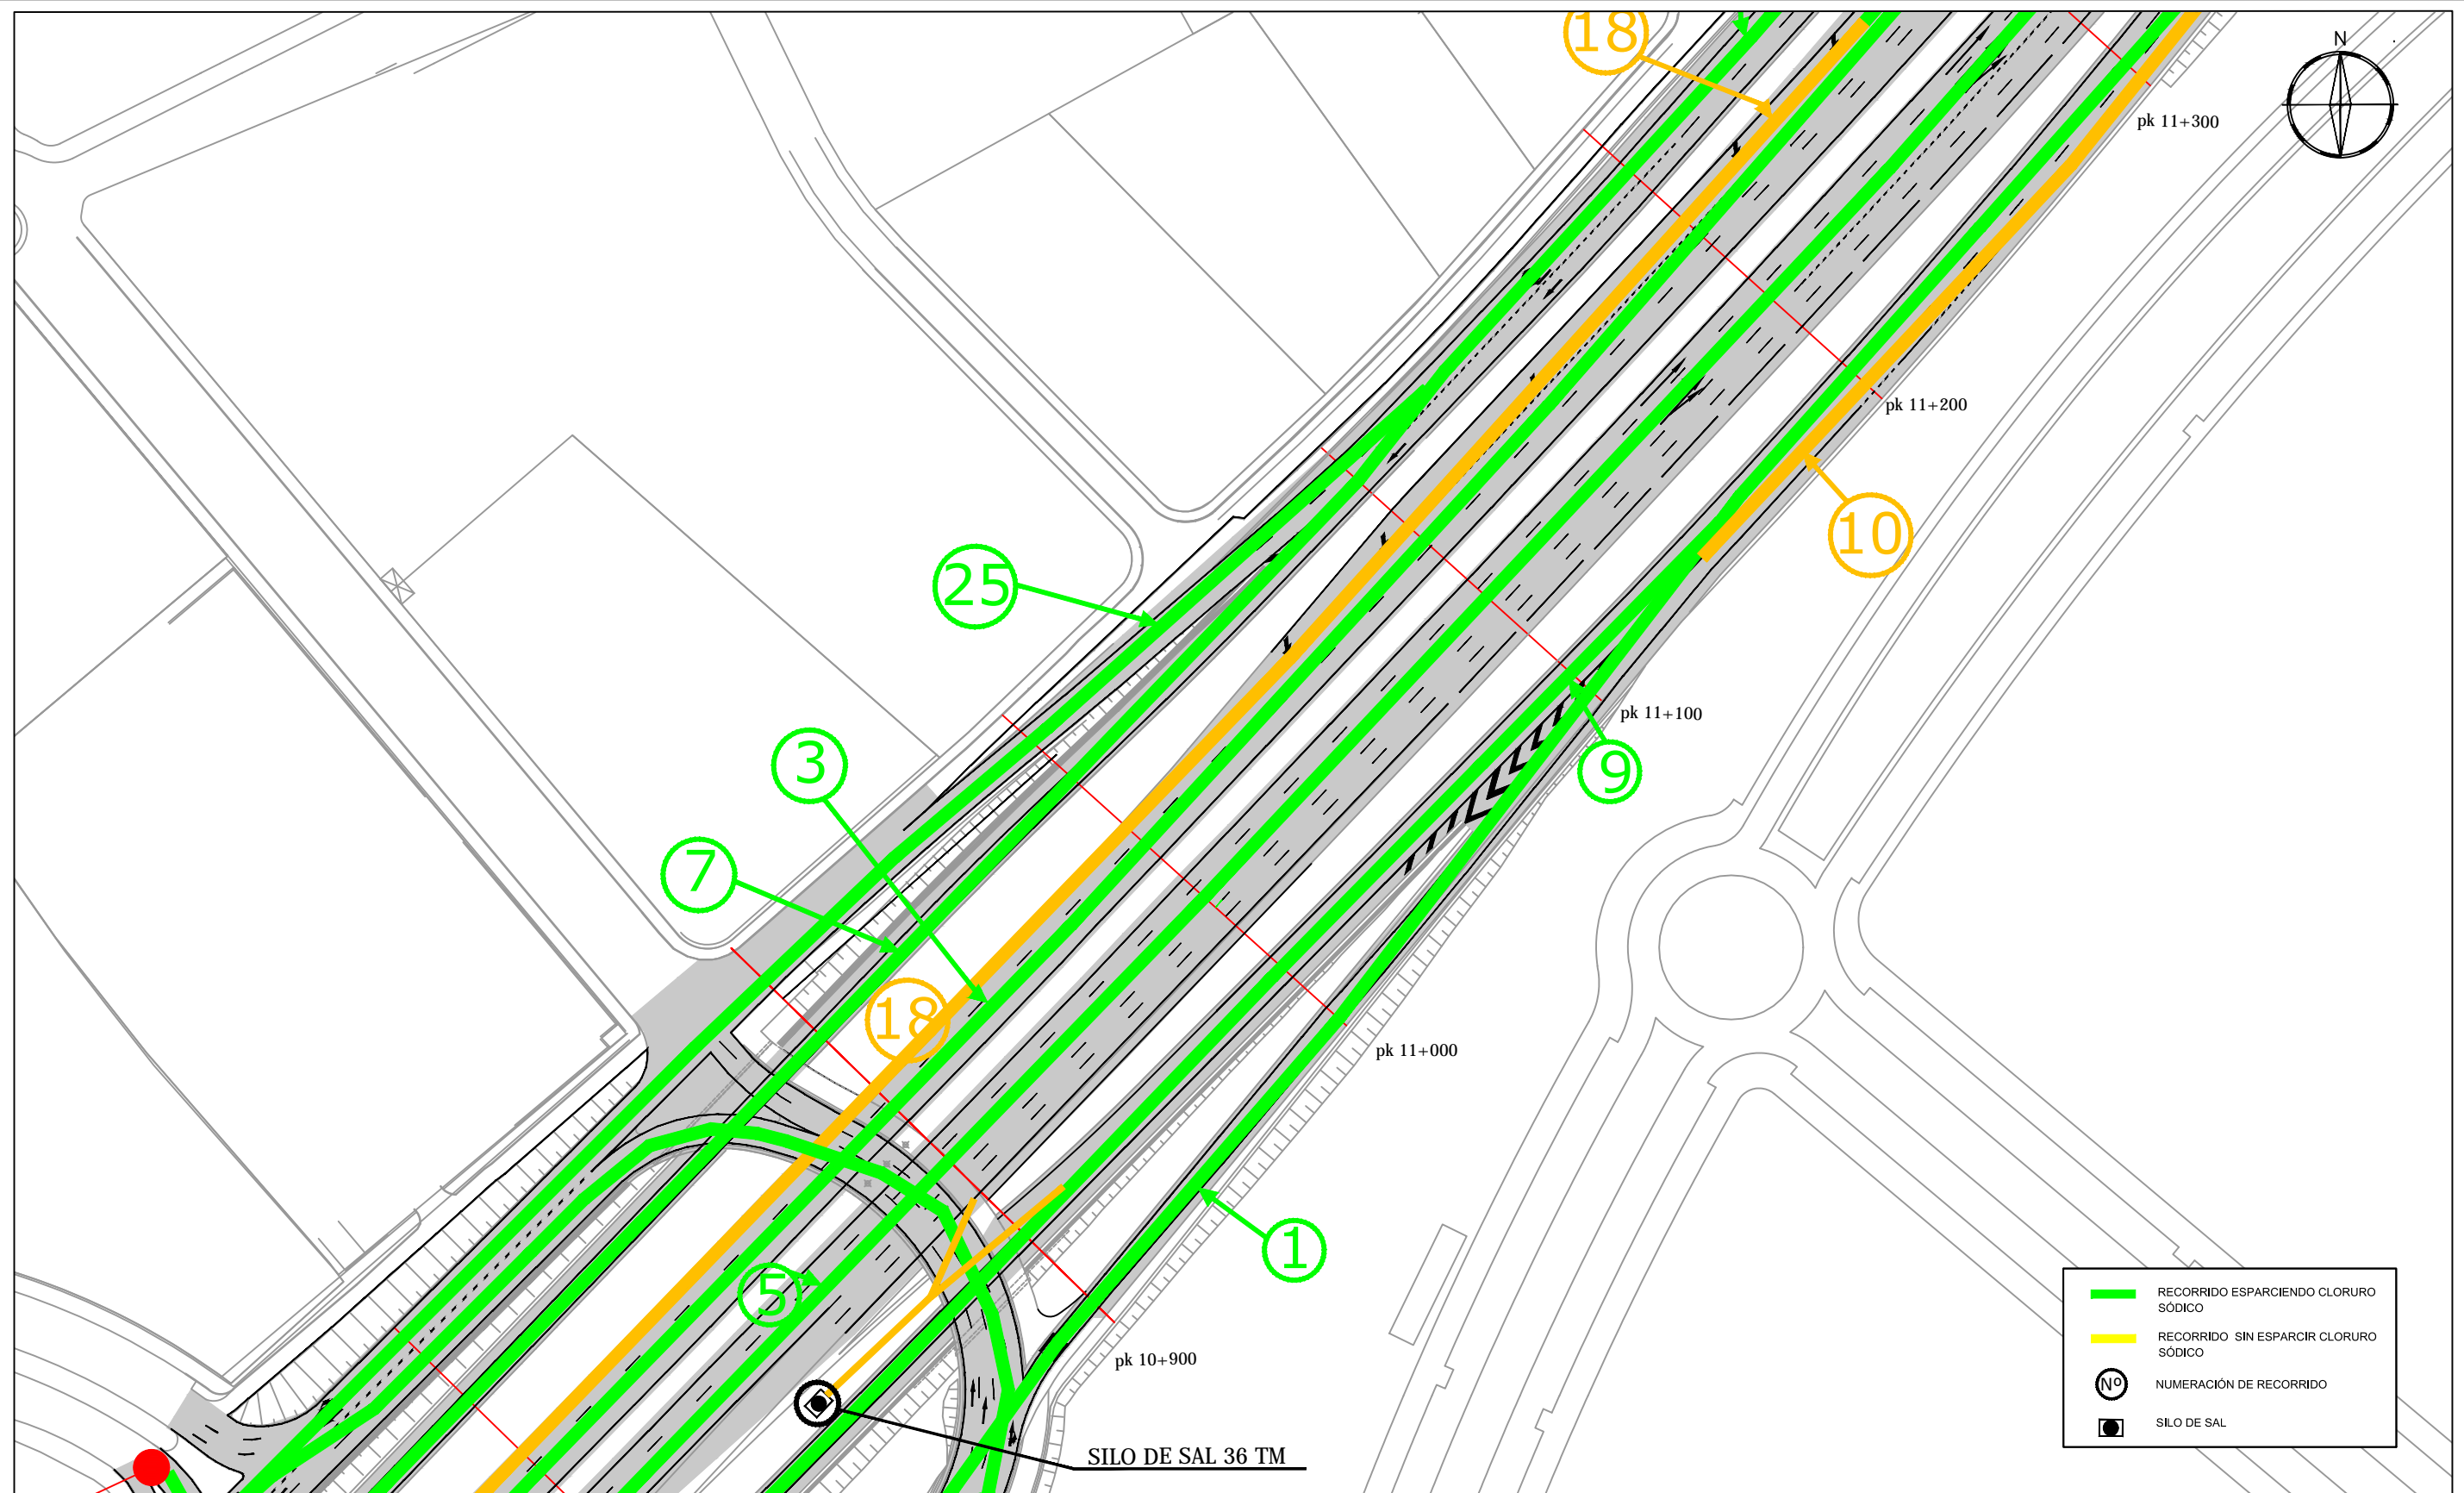 18
N
pk 11+300
pk 11+200
10
25
pk 11+100
3
9
7
18
pk 11+000
1
5
pk 10+900
SILO DE SAL 36 TM
RECORRIDO ESPARCIENDO CLORURO
SÓDICO
RECORRIDO SIN ESPARCIR CLORURO
SÓDICO
Nº
NUMERACIÓN DE RECORRIDO
SILO DE SAL